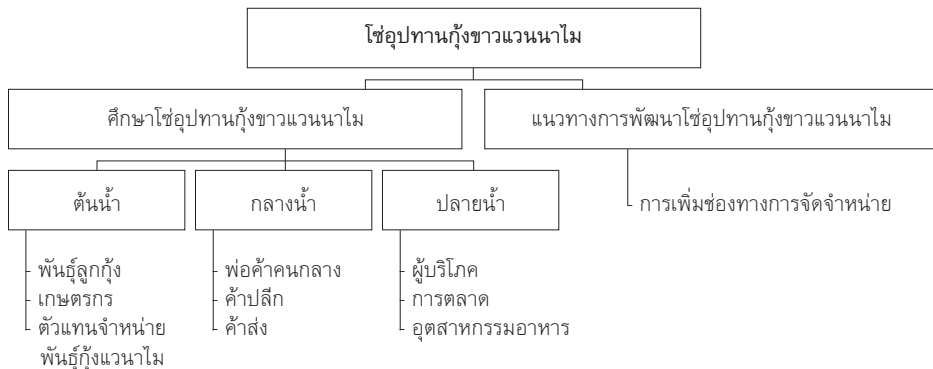 โซ่อุปทานกุ้งขาวแวนนาไม
ศึกษาโซ่อุปทานกุ้งขาวแวนนาไม
แนวทางการพัฒนาโซ่อุปทานกุ้งขาวแวนนาไม
ต้นน้ำ
กลางน้ำ
ปลายน้ำ
- การเพิ่มช่องทางการจัดจำหน่าย
- พันธุ์ลูกกุ้ง
- เกษตรกร
- ตัวแทนจำหน่าย
พันธุ์กุ้งแวนาไม
- พ่อค้าคนกลาง
- ค้าปลีก
- ค้าส่ง
- ผู้บริโภค
- การตลาด
- อุตสาหกรรมอาหาร